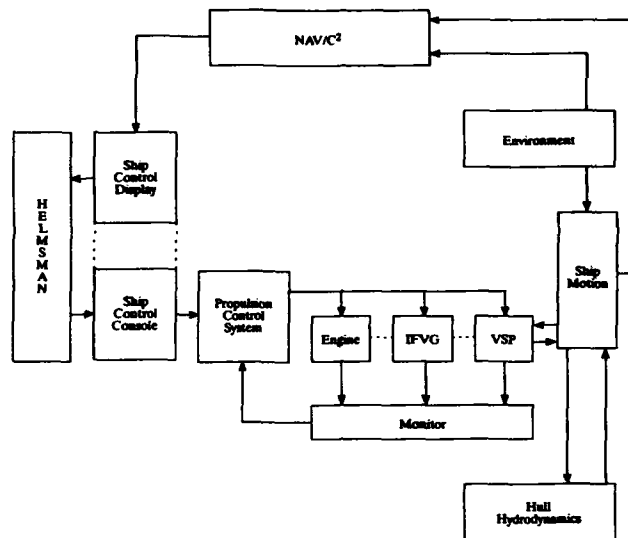 NAV/C²
Environment
HELMSMAN
Ship
Control
Display
Ship
Motion
Ship
Control
Console
Propulsion
Control
System
Engine
IFVG
VSP
Monitor
Hull
Hydrodynamics